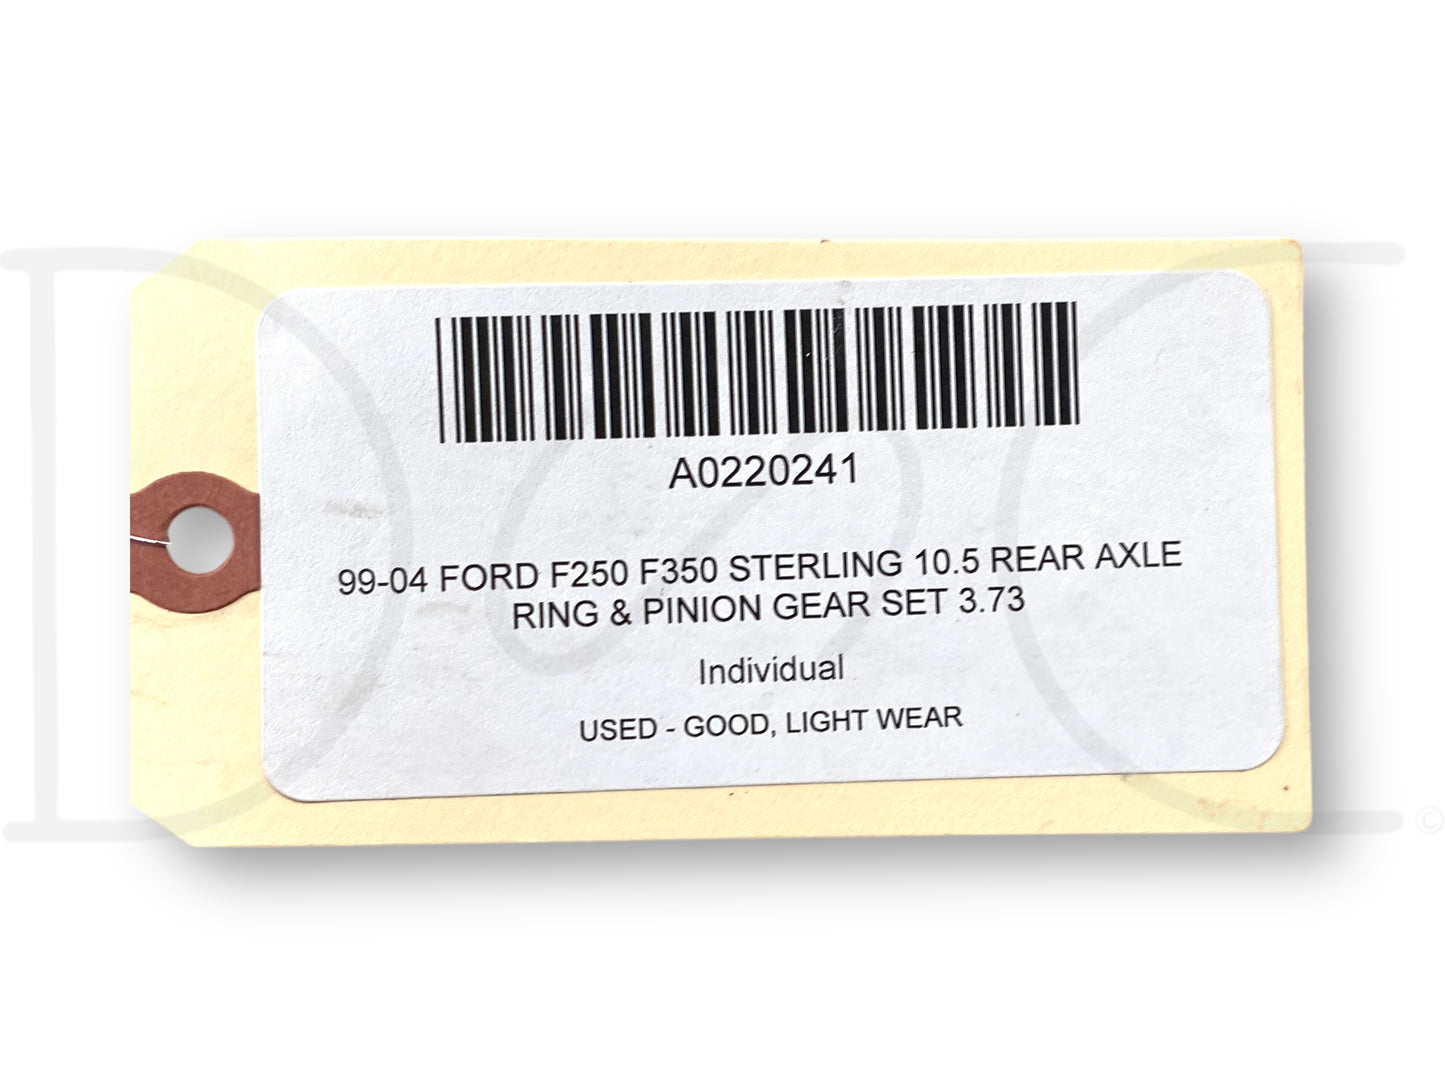 A0220241
99-04 FORD F250 F350 STERLING 10.5 REAR AXLE
RING & PINION GEAR SET 3.73
Individual
USED - GOOD, LIGHT WEAR
D&C
©